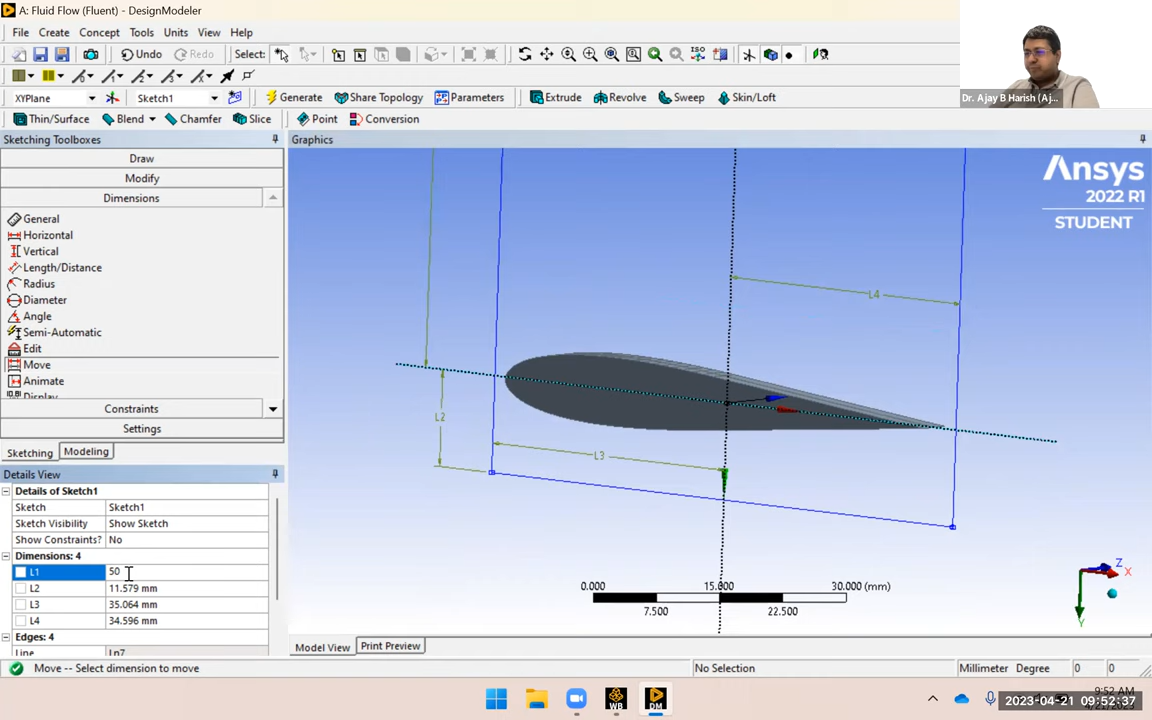 A: Fluid Flow (Fluent) - DesignModeler
File Create Concept Tools Units View Help
Undo Redo Select:
XYPlane Sketch1 Generate Share Topology Parameters Extrude Revolve Sweep Skin/Loft
Thin/Surface Blend Chamfer Slice Point Conversion
Dr. Ajay B Harish (Aj...
Sketching Toolboxes
Draw
Modify
Dimensions
General
Horizontal
Vertical
Length/Distance
Radius
Diameter
Angle
Semi-Automatic
Edit
Move
Animate
Display
Constraints
Settings
Sketching Modeling
Details View
Details of Sketch1
Sketch Sketch1
Sketch Visibility Show Sketch
Show Constraints? No
Dimensions: 4
L1 50
L2 11.579 mm
L3 35.064 mm
L4 34.596 mm
Edges: 4
Line Ln7
Graphics
Ansys
2022 R1
STUDENT
L4
L2
L3
0.000 15.000 30.000 (mm)
7.500 22.500
Z
X
Y
Model View Print Preview
Move -- Select dimension to move No Selection Millimeter Degree 0 0
WB DM
2023-04-21 09:52:37